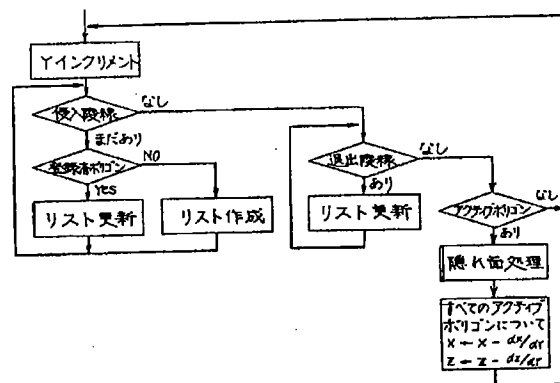 Yインクリメント
侵入稜線
なし
まだあり
登録済ポリゴン
NO
Yes
リスト更新
リスト作成
退出稜線
なし
あり
リスト更新
アクティブポリゴン
なし
あり
隠れ面処理
すべてのアクティブ
ポリゴンについて
X ← X - dx/dY
Z ← Z - dz/dY